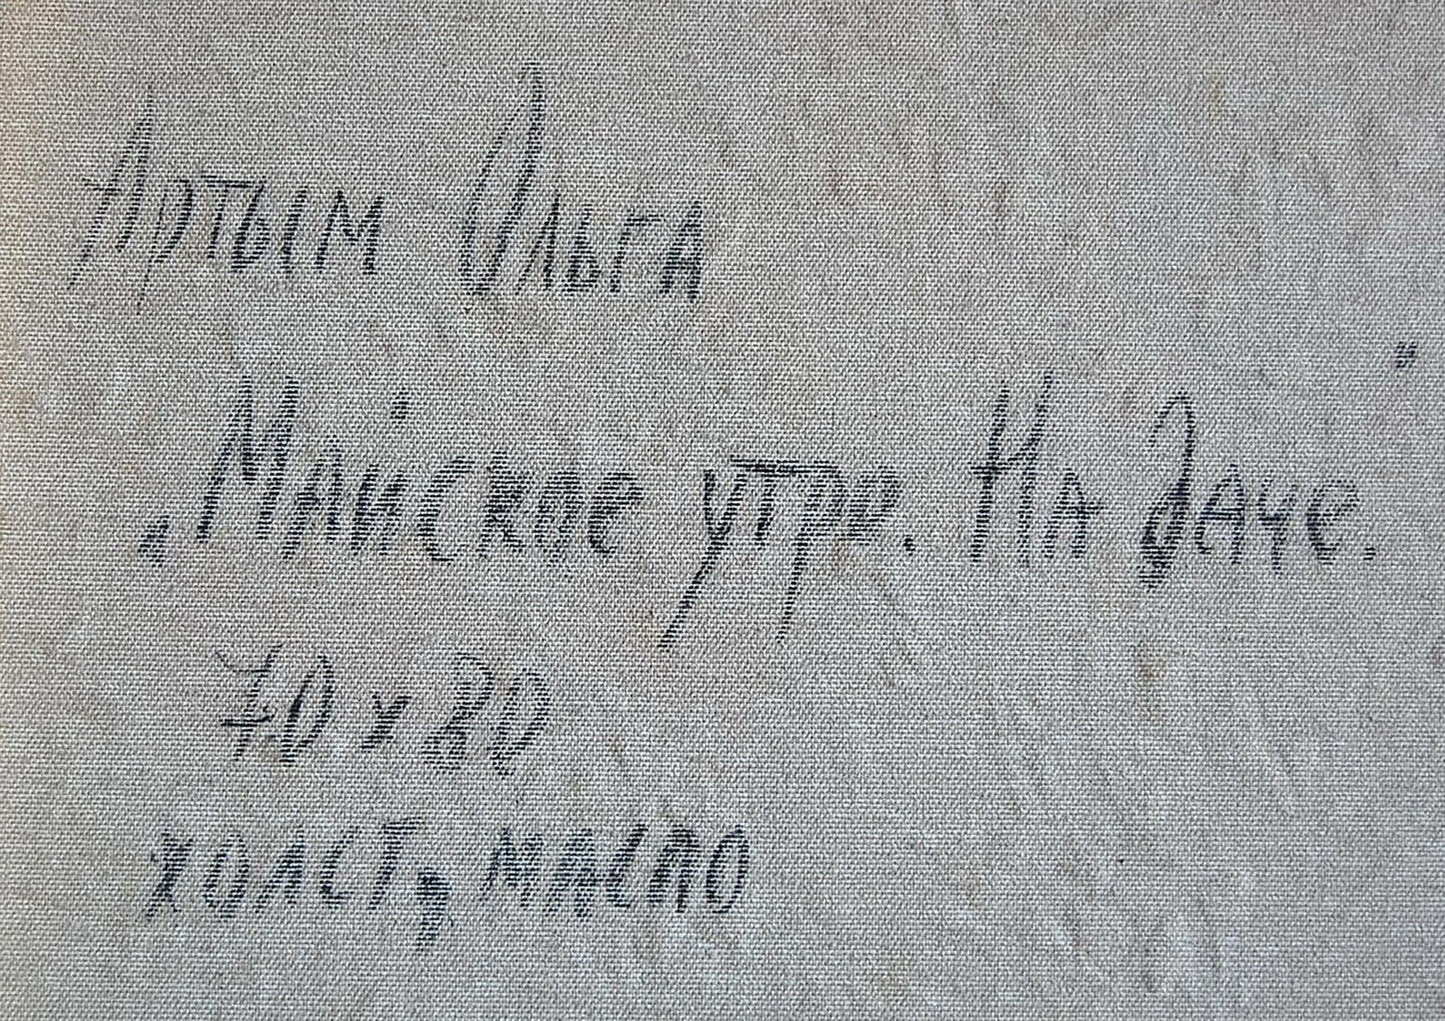 Артым Ольга
„Майское утро. На даче."
70 х 80
холст, масло